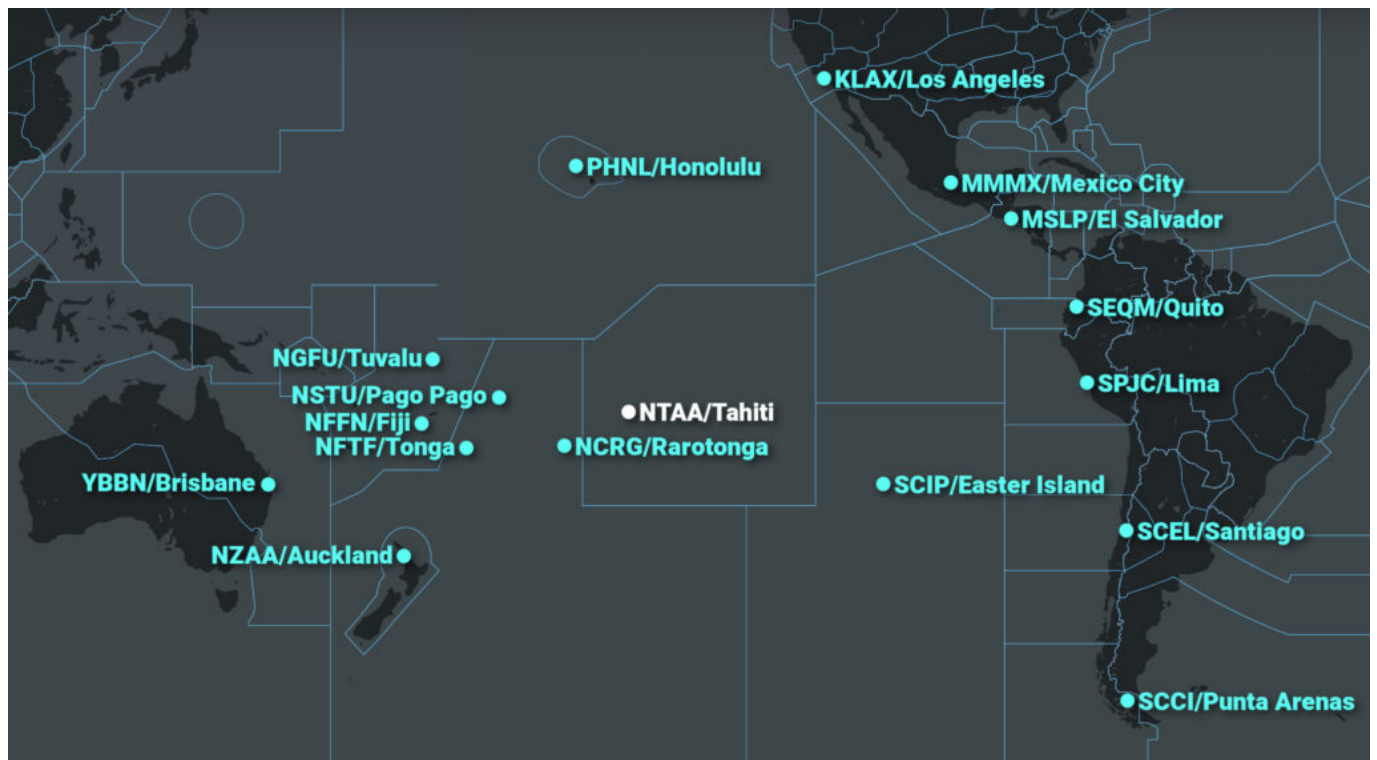 KLAX/Los Angeles
PHNL/Honolulu
MMMX/Mexico City
MSLP/El Salvador
SEQM/Quito
NGFU/Tuvalu
SPJC/Lima
NSTU/Pago Pago
NTAA/Tahiti
NFFN/Fiji
NFTF/Tonga
NCRG/Rarotonga
YBBN/Brisbane
SCIP/Easter Island
SCEL/Santiago
NZAA/Auckland
SCCI/Punta Arenas